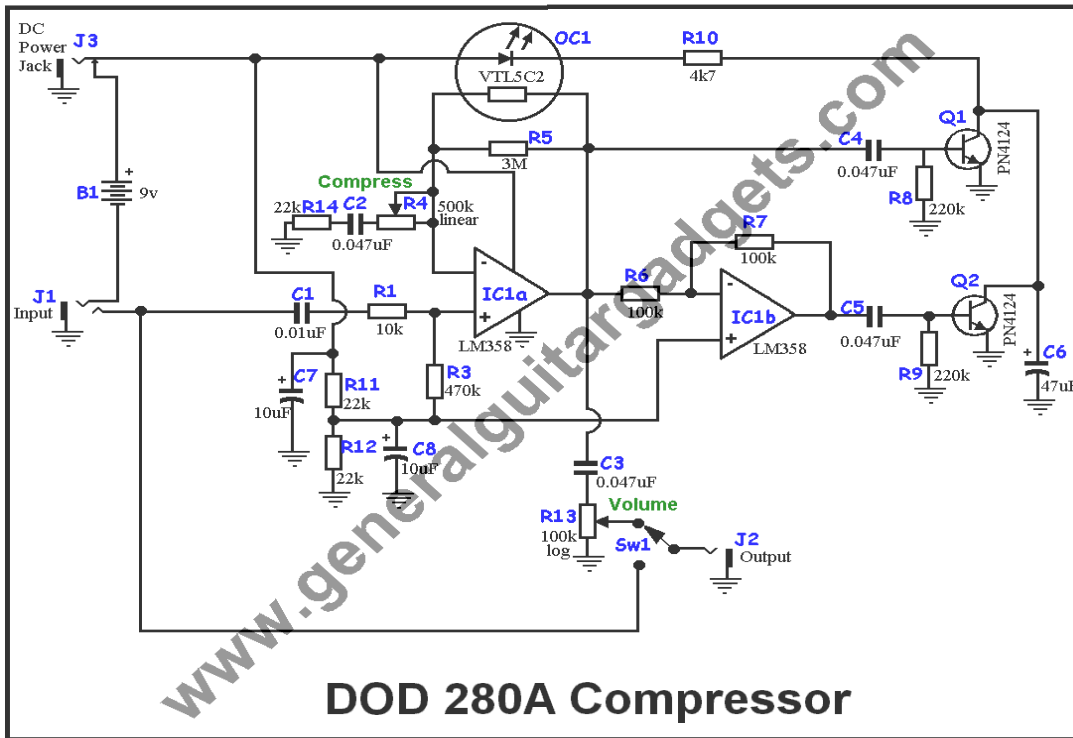 DC
Power
Jack
J3
OC1
VTL5C2
R10
4k7
Q1
PN4124
C4
0.047uF
R5
3M
B1
+
9v
Compress
22k
R14
C2
0.047uF
R4
500k
linear
R8
220k
R7
100k
J1
Input
C1
0.01uF
R1
10k
-
+
IC1a
LM358
R6
100k
-
+
IC1b
LM358
C5
0.047uF
Q2
PN4124
R9
220k
+
C6
47uF
R3
470k
+
C7
10uF
R11
22k
R12
22k
+
C8
10uF
C3
0.047uF
Volume
R13
100k
log
Sw1
J2
Output
www.generalguitargadgets.com
DOD 280A Compressor